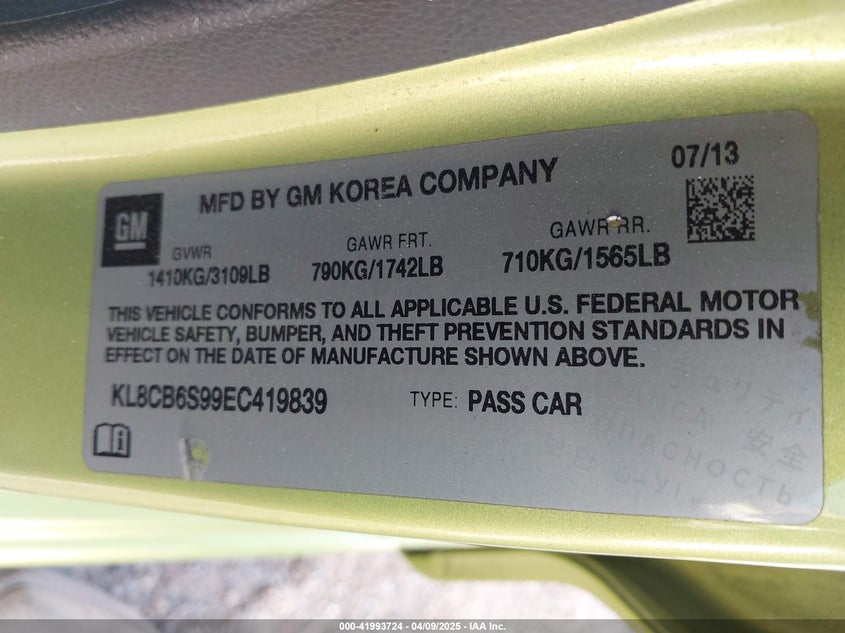 07/13
MFD BY GM KOREA COMPANY
GM
GVWR GAWR FRT. GAWR RR.
1410KG/3109LB 790KG/1742LB 710KG/1565LB
THIS VEHICLE CONFORMS TO ALL APPLICABLE U.S. FEDERAL MOTOR
VEHICLE SAFETY, BUMPER, AND THEFT PREVENTION STANDARDS IN
EFFECT ON THE DATE OF MANUFACTURE SHOWN ABOVE.
KL8CB6S99EC419839 TYPE: PASS CAR
安全
ОПАСНОСТЬ
000-41993724 | 04/09/2025 | IAA Inc.